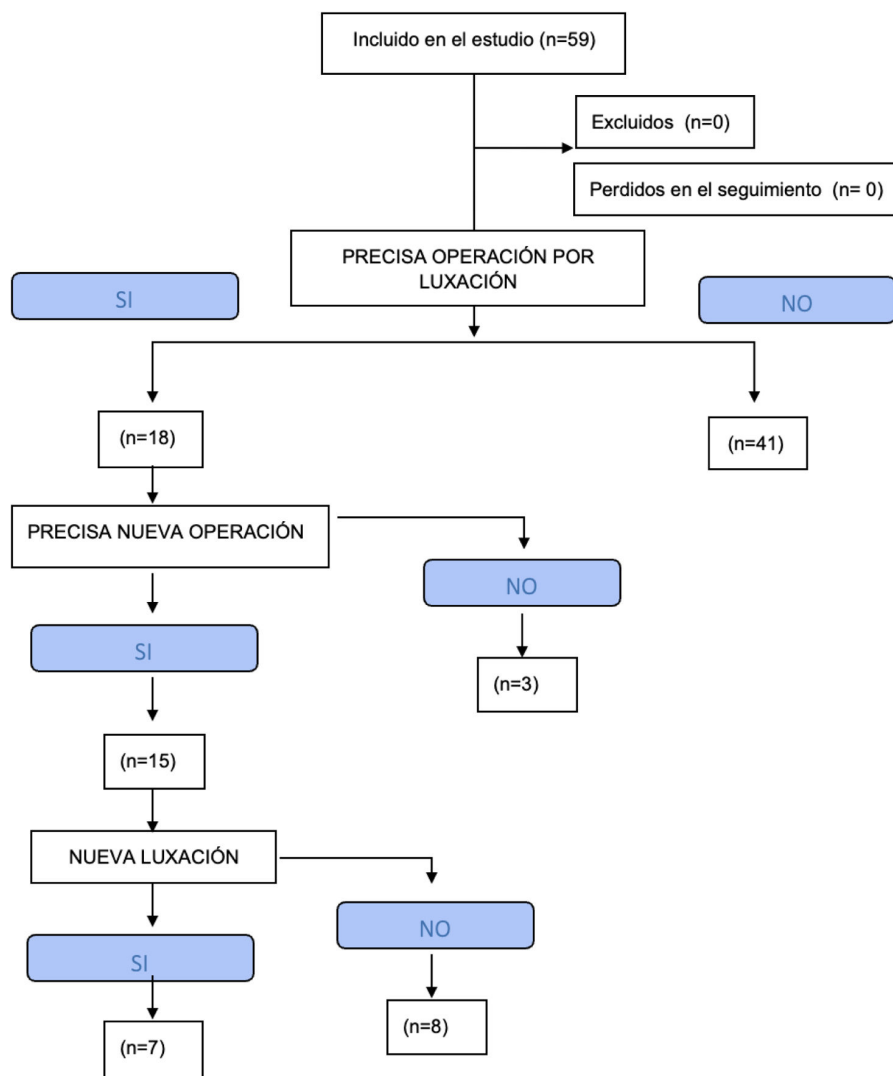 Incluido en el estudio (n=59)
Excluidos (n=0)
Perdidos en el seguimiento (n= 0)
PRECISA OPERACIÓN POR
LUXACIÓN
SI
NO
(n=18)
(n=41)
PRECISA NUEVA OPERACIÓN
NO
SI
(n=3)
(n=15)
NUEVA LUXACIÓN
NO
SI
(n=8)
(n=7)